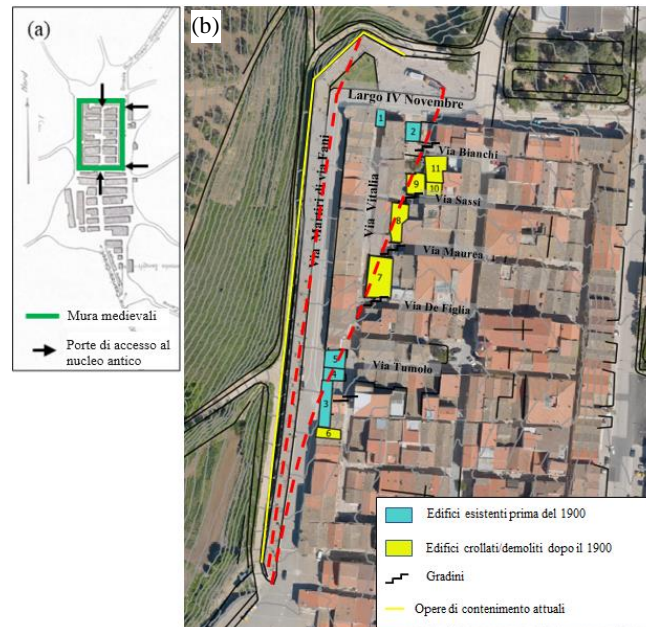 (a)
Mura medievali
Porte di accesso al
nucleo antico
(b)
Largo IV Novembre
1
2
Via Bianchi
11
9
10
Via Sassi
8
Via Martiri di via Fani
Via Vitalia
Via Maurea
7
Via De Figlia
5
Via Tumolo
3
6
Edifici esistenti prima del 1900
Edifici crollati/demoliti dopo il 1900
Gradini
Opere di contenimento attuali